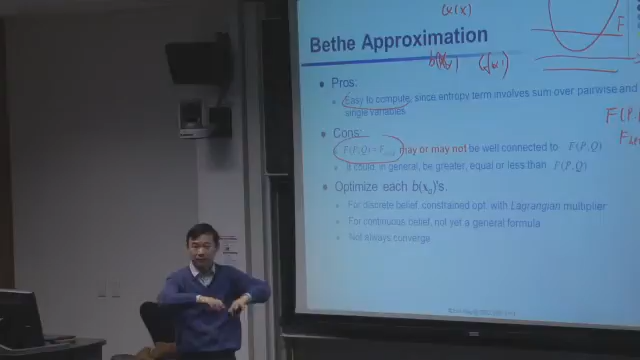 Q(x)
F
Bethe Approximation
Pros:
Easy to compute, since entropy term involves sum over pairwise and
single variables
F(P,
Cons:
may or may not be well connected to F(P,Q)
It could, in general, be greater, equal or less than F(P,Q)
Optimize each b(xₐ)'s.
For discrete belief, constrained opt. with Lagrangian multiplier
For continuous belief, not yet a general formula
Not always converge